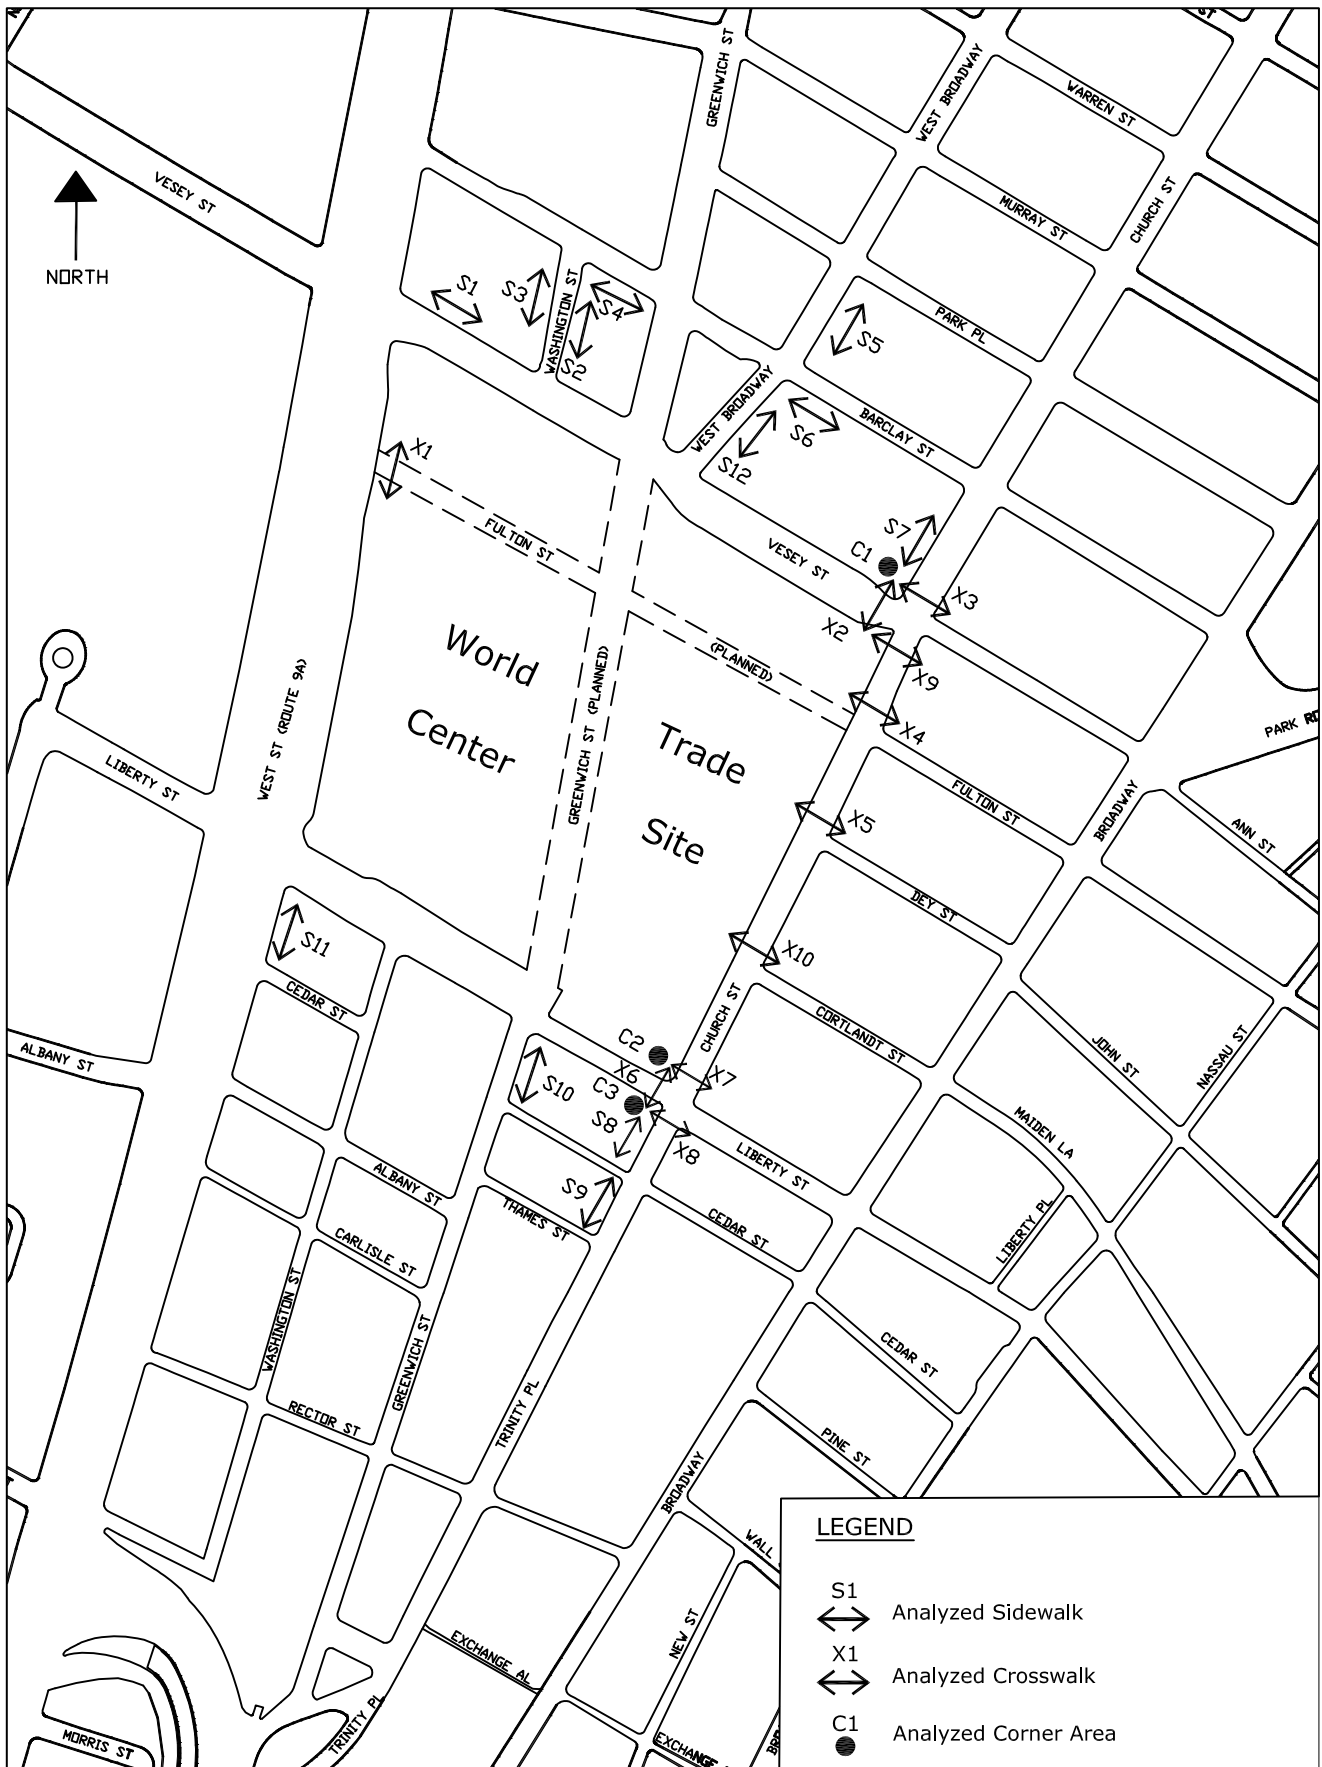 GREENWICH ST
WEST BROADWAY
WARREN ST
ST
VESEY ST
CHURCH ST
MURRAY ST
NORTH
S1
S3
WASHINGTON ST
S4
S2
S5
PARK PL
WEST BROADWAY
BARCLAY ST
S6
S12
X1
FULTON ST
VESEY ST
S7
C1
X3
X2
X9
World
Center
Trade
Site
(PLANNED)
GREENWICH ST (PLANNED)
WEST ST (ROUTE 9A)
X4
PARK RO
LIBERTY ST
X5
FULTON ST
BROADWAY
ANN ST
DEY ST
S11
X10
CEDAR ST
CHURCH ST
CORTLANDT ST
JOHN ST
NASSAU ST
ALBANY ST
C2
X6
X7
C3
S10
S8
MAIDEN LA
X8
LIBERTY ST
ALBANY ST
S9
THAMES ST
CEDAR ST
LIBERTY PL
CARLISLE ST
WASHINGTON ST
GREENWICH ST
CEDAR ST
RECTOR ST
TRINITY PL
PINE ST
BROADWAY
WALL
NEW ST
EXCHANGE AL
TRINITY PL
MORRIS ST
EXCHANGE
BR
LEGEND
S1
Analyzed Sidewalk
X1
Analyzed Crosswalk
C1
Analyzed Corner Area